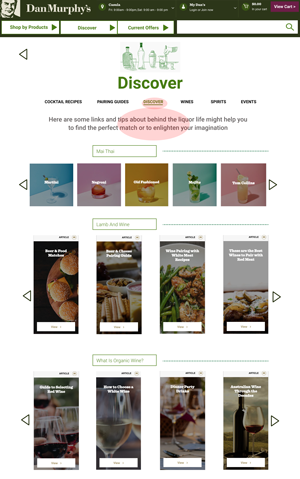 Dan Murphy's
Cannie
My Dan's
$0.00
View Cart >
Shop by Products
Discover
Current Offers
Discover
COCKTAIL RECIPES PAIRING GUIDES DISCOVER WINES SPIRITS EVENTS
Here are some links and tips about behind the liquor life might help you
to find the perfect match or to enlighten your imagination
Mai Thai
Martini
Negroni
Old Fashioned
Mojito
Tom Collins
Lamb And Wine
ARTICLE
Beer & Food
Matches
View >
ARTICLE
Beer & Cheese
Pairing Guide
View >
ARTICLE
Wine Pairing with
White Meat
Recipes
View >
ARTICLE
These are the Best
Wines to Pair with
Red Meat
View >
What Is Organic Wine?
ARTICLE
Guide to Selecting
Red Wine
View >
ARTICLE
How to Choose a
White Wine
View >
ARTICLE
Dinner Party
Drinks
View >
ARTICLE
Australian Wine
Through the
Decades
View >